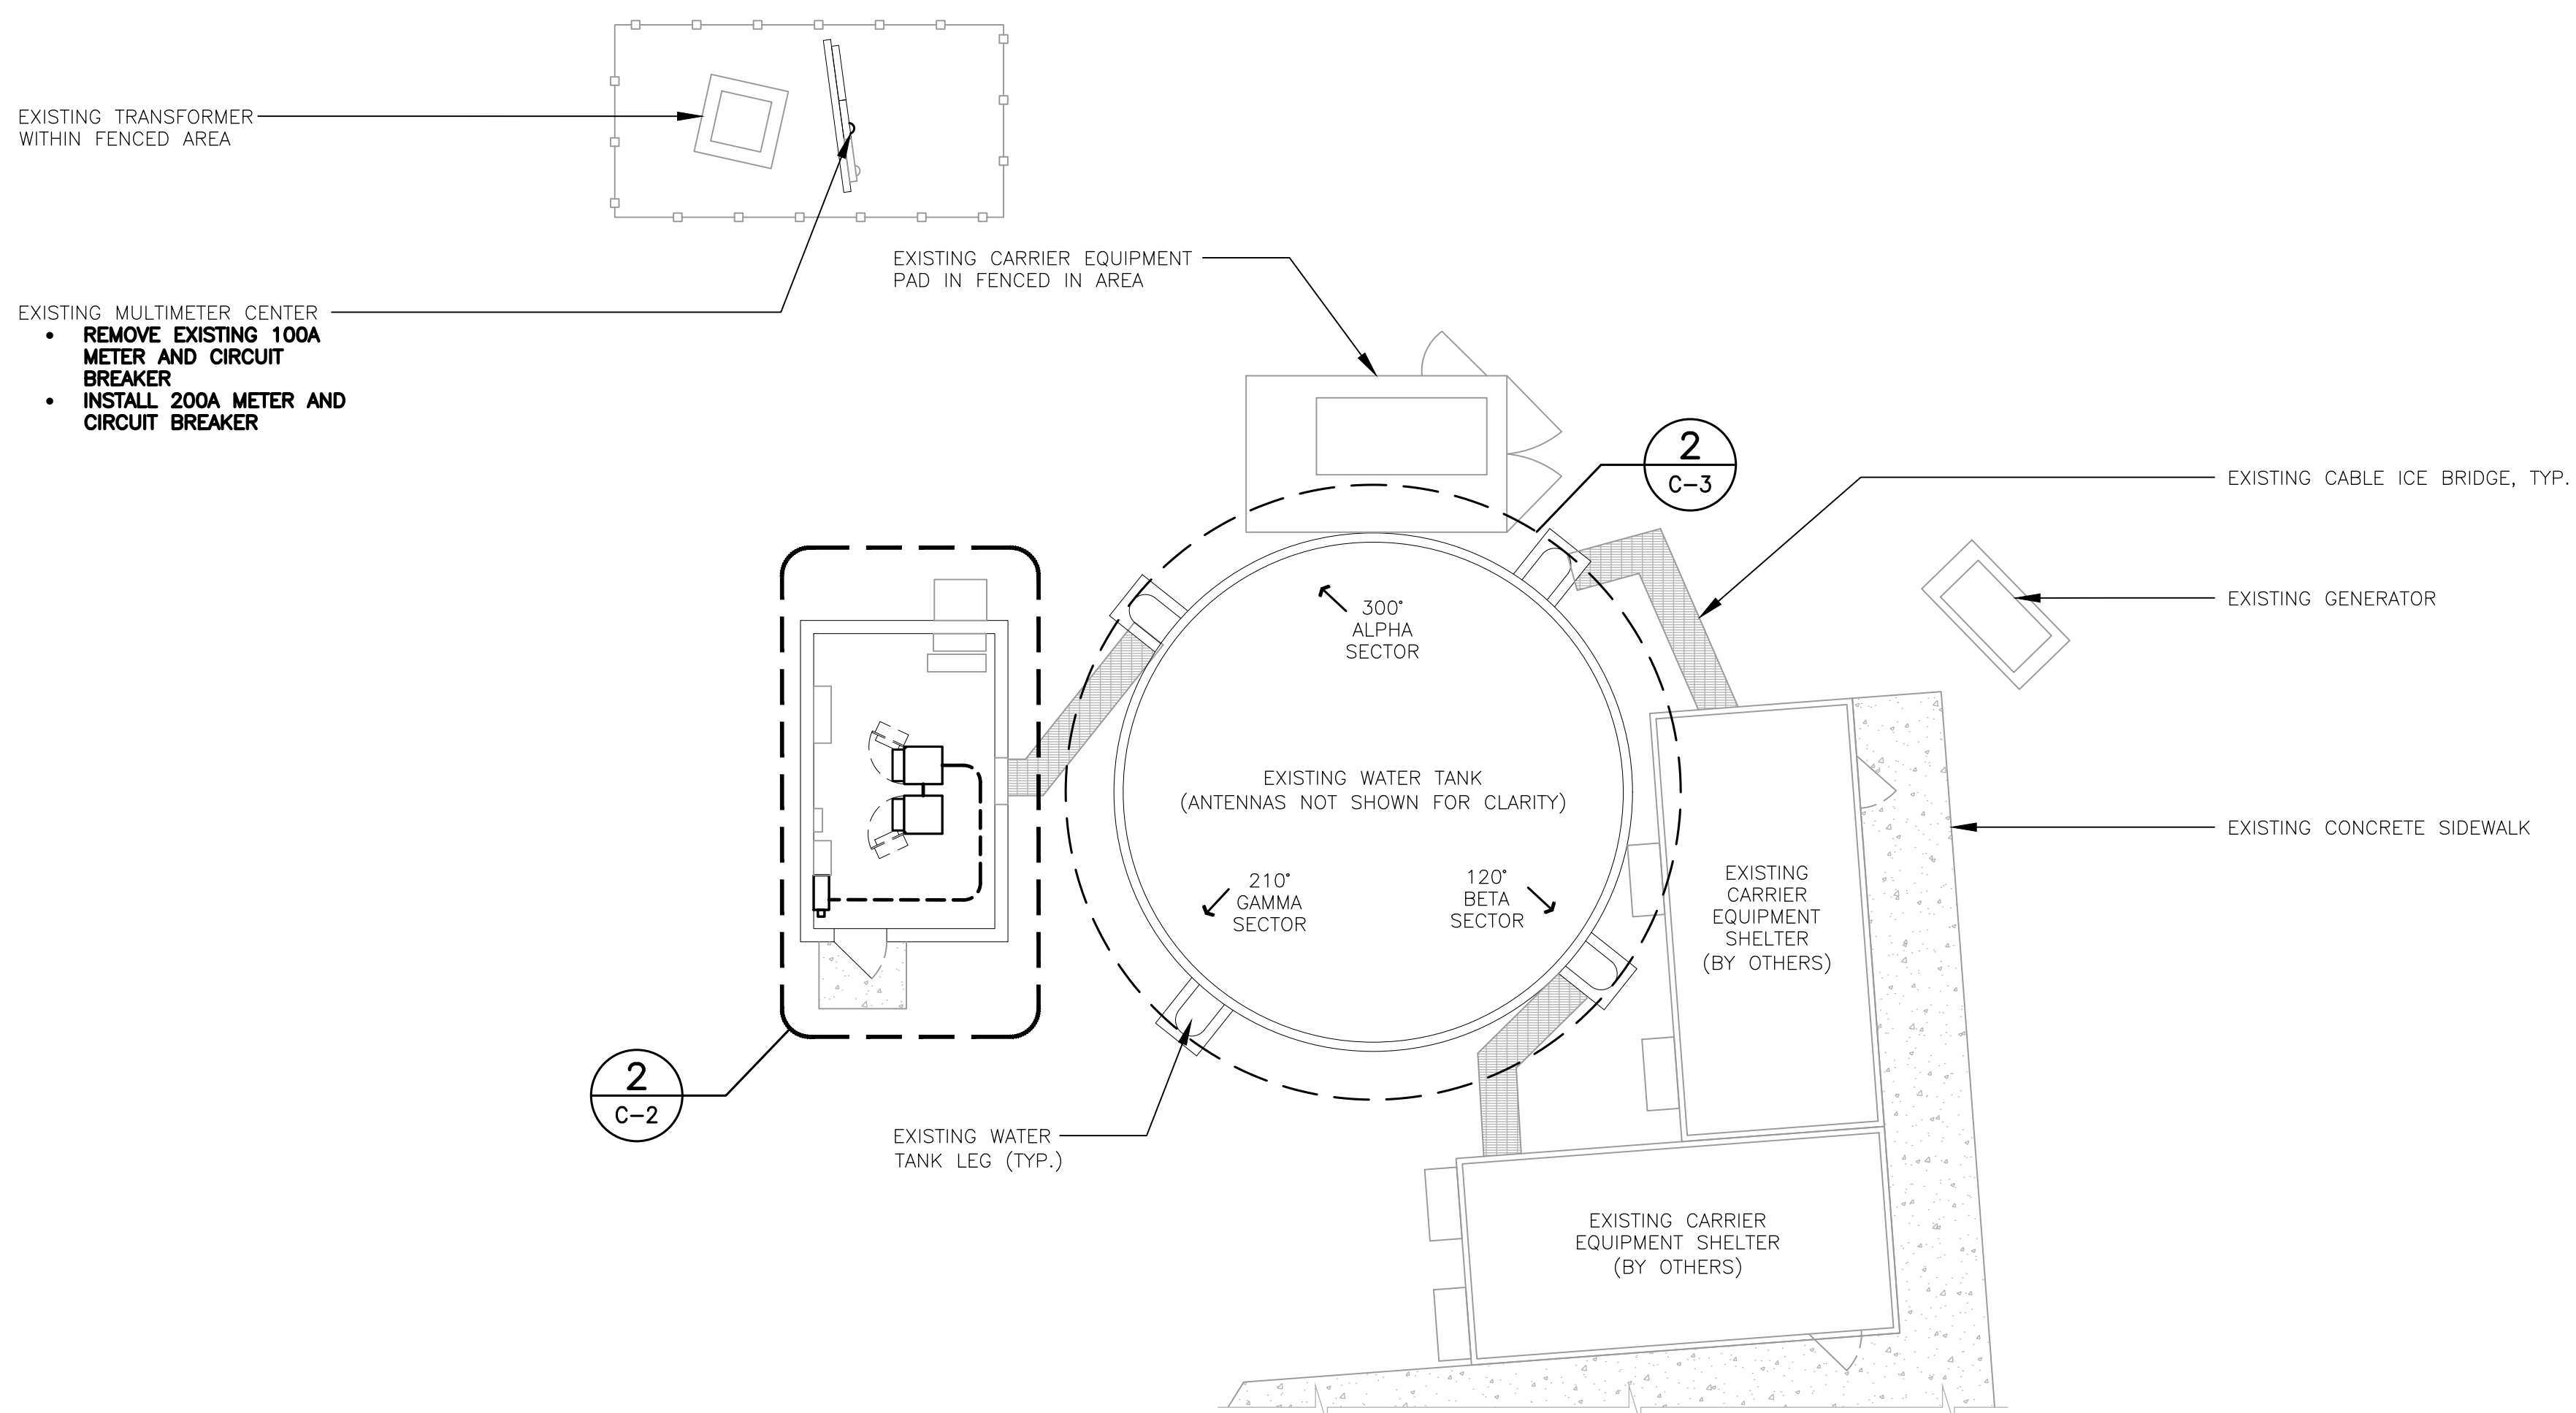 EXISTING TRANSFORMER
WITHIN FENCED AREA
EXISTING MULTIMETER CENTER
• REMOVE EXISTING 100A
METER AND CIRCUIT
BREAKER
• INSTALL 200A METER AND
CIRCUIT BREAKER
EXISTING CARRIER EQUIPMENT
PAD IN FENCED IN AREA
2
C-3
EXISTING CABLE ICE BRIDGE, TYP.
EXISTING GENERATOR
300°
ALPHA
SECTOR
EXISTING WATER TANK
(ANTENNAS NOT SHOWN FOR CLARITY)
EXISTING CONCRETE SIDEWALK
210°
GAMMA
SECTOR
120°
BETA
SECTOR
EXISTING
CARRIER
EQUIPMENT
SHELTER
(BY OTHERS)
2
C-2
EXISTING WATER
TANK LEG (TYP.)
EXISTING CARRIER
EQUIPMENT SHELTER
(BY OTHERS)